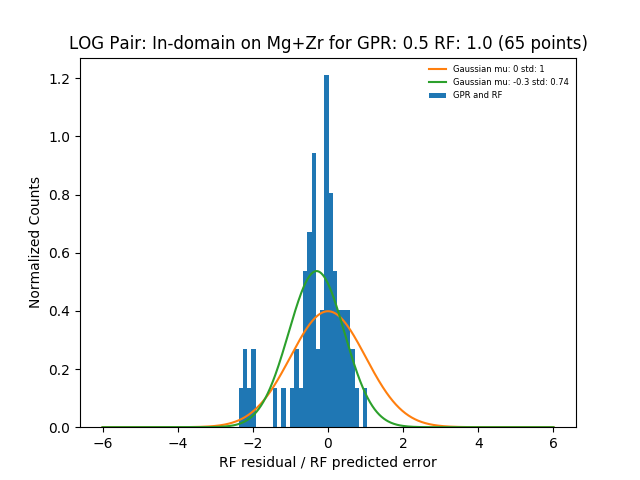 LOG Pair: In-domain on Mg+Zr for GPR: 0.5 RF: 1.0 (65 points)
Gaussian mu: 0 std: 1
Gaussian mu: -0.3 std: 0.74
GPR and RF
Normalized Counts
1.2
1.0
0.8
0.6
0.4
0.2
0.0
−6 −4 −2 0 2 4 6
RF residual / RF predicted error